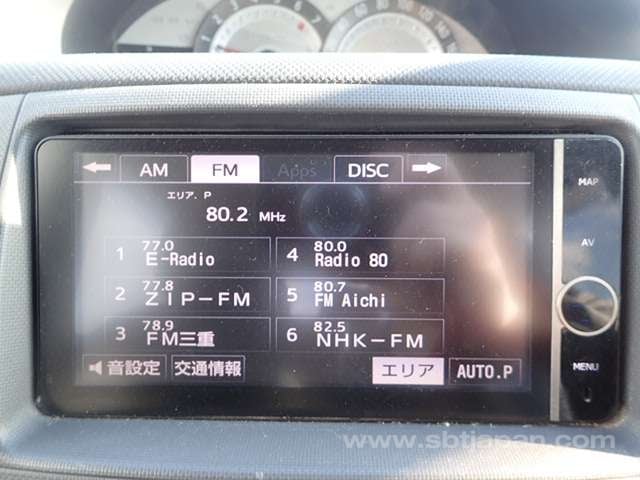 AM FM Apps DISC
エリア. P
80.2 MHz
1 77.0 E-Radio
2 77.8 ZIP-FM
3 78.9 FM三重
4 80.0 Radio 80
5 80.7 FM Aichi
6 82.5 NHK-FM
音設定 交通情報 エリア AUTO.P
MAP
AV
MENU
www.sbtjapan.com